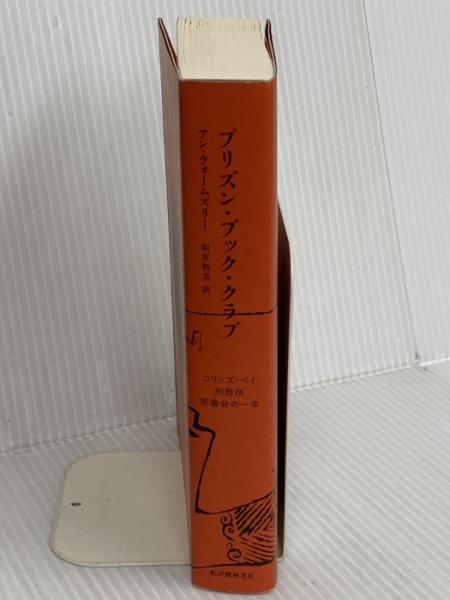 プリズン・ブック・クラブ
アン・ウォームズリー
向井和美 訳
コリンズ・ベイ
刑務所
読書会の一年
紀伊國屋書店